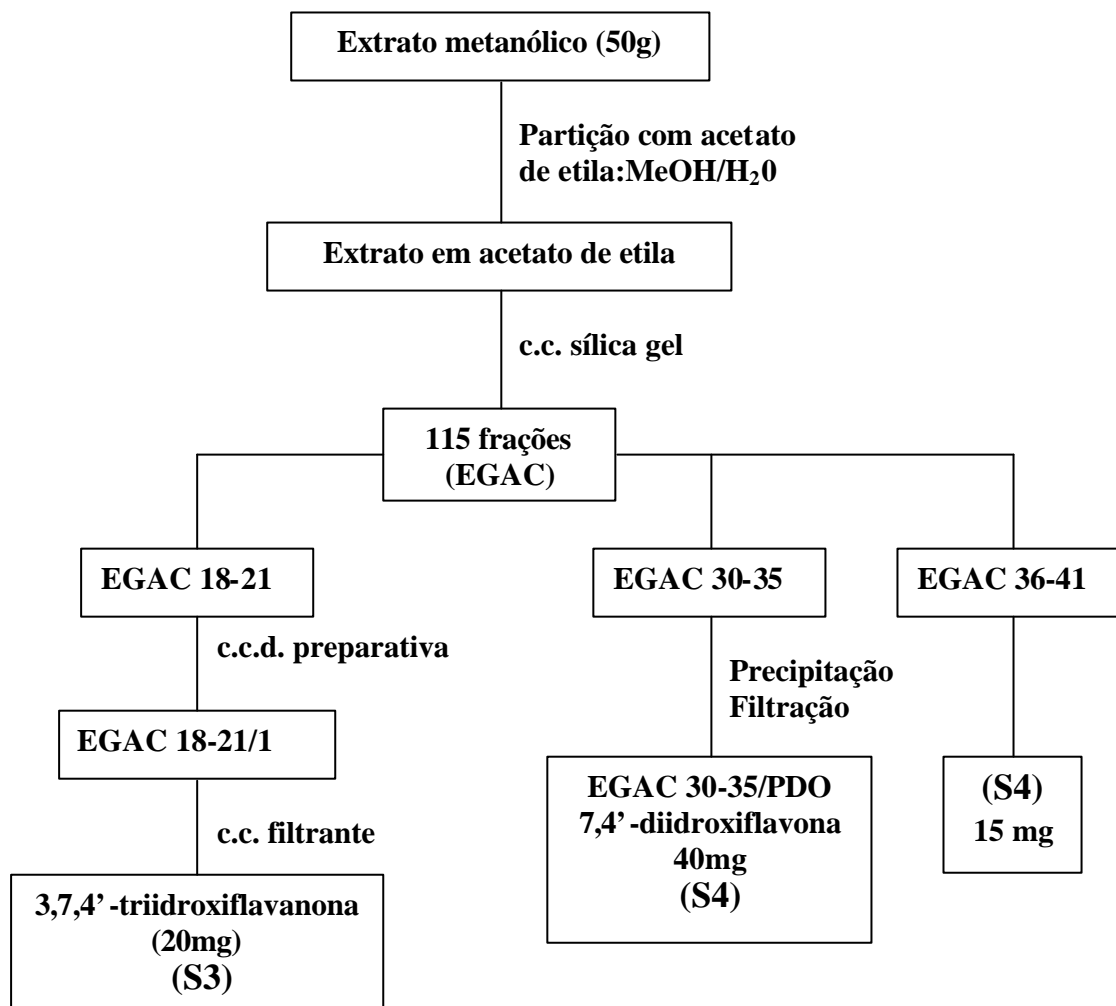 Extrato metanólico (50g)
Partição com acetato
de etila:MeOH/H₂0
Extrato em acetato de etila
c.c. sílica gel
115 frações
(EGAC)
EGAC 18-21
EGAC 30-35
EGAC 36-41
c.c.d. preparativa
Precipitação
Filtração
EGAC 18-21/1
c.c. filtrante
EGAC 30-35/PDO
7,4’-diidroxiflavona
40mg
(S4)
(S4)
15 mg
3,7,4’-triidroxiflavanona
(20mg)
(S3)